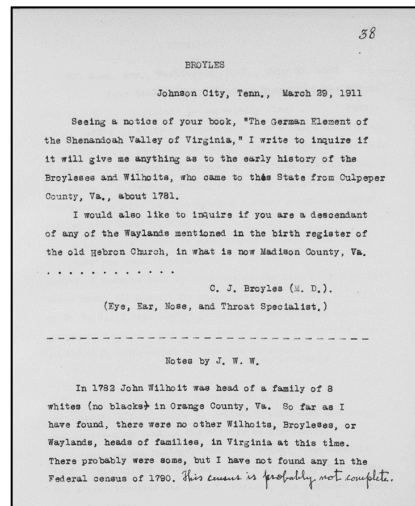 38
BROYLES
Johnson City, Tenn., March 29, 1911
Seeing a notice of your book, "The German Element of
the Shenandoah Valley of Virginia," I write to inquire if
it will give me anything as to the early history of the
Broyleses and Wilhoits, who came to this State from Culpeper
County, Va., about 1781.
I would also like to inquire if you are a descendant
of any of the Waylands mentioned in the birth register of
the old Hebron Church, in what is now Madison County, Va.
. . . . . . . . . . . .
C. J. Broyles (M. D.).
(Eye, Ear, Nose, and Throat Specialist.)
Notes by J. W. W.
In 1782 John Wilhoit was head of a family of 8
whites (no blacks) in Orange County, Va. So far as I
have found, there were no other Wilhoits, Broyleses, or
Waylands, heads of families, in Virginia at this time.
There probably were some, but I have not found any in the
Federal census of 1790. This census is probably not complete.